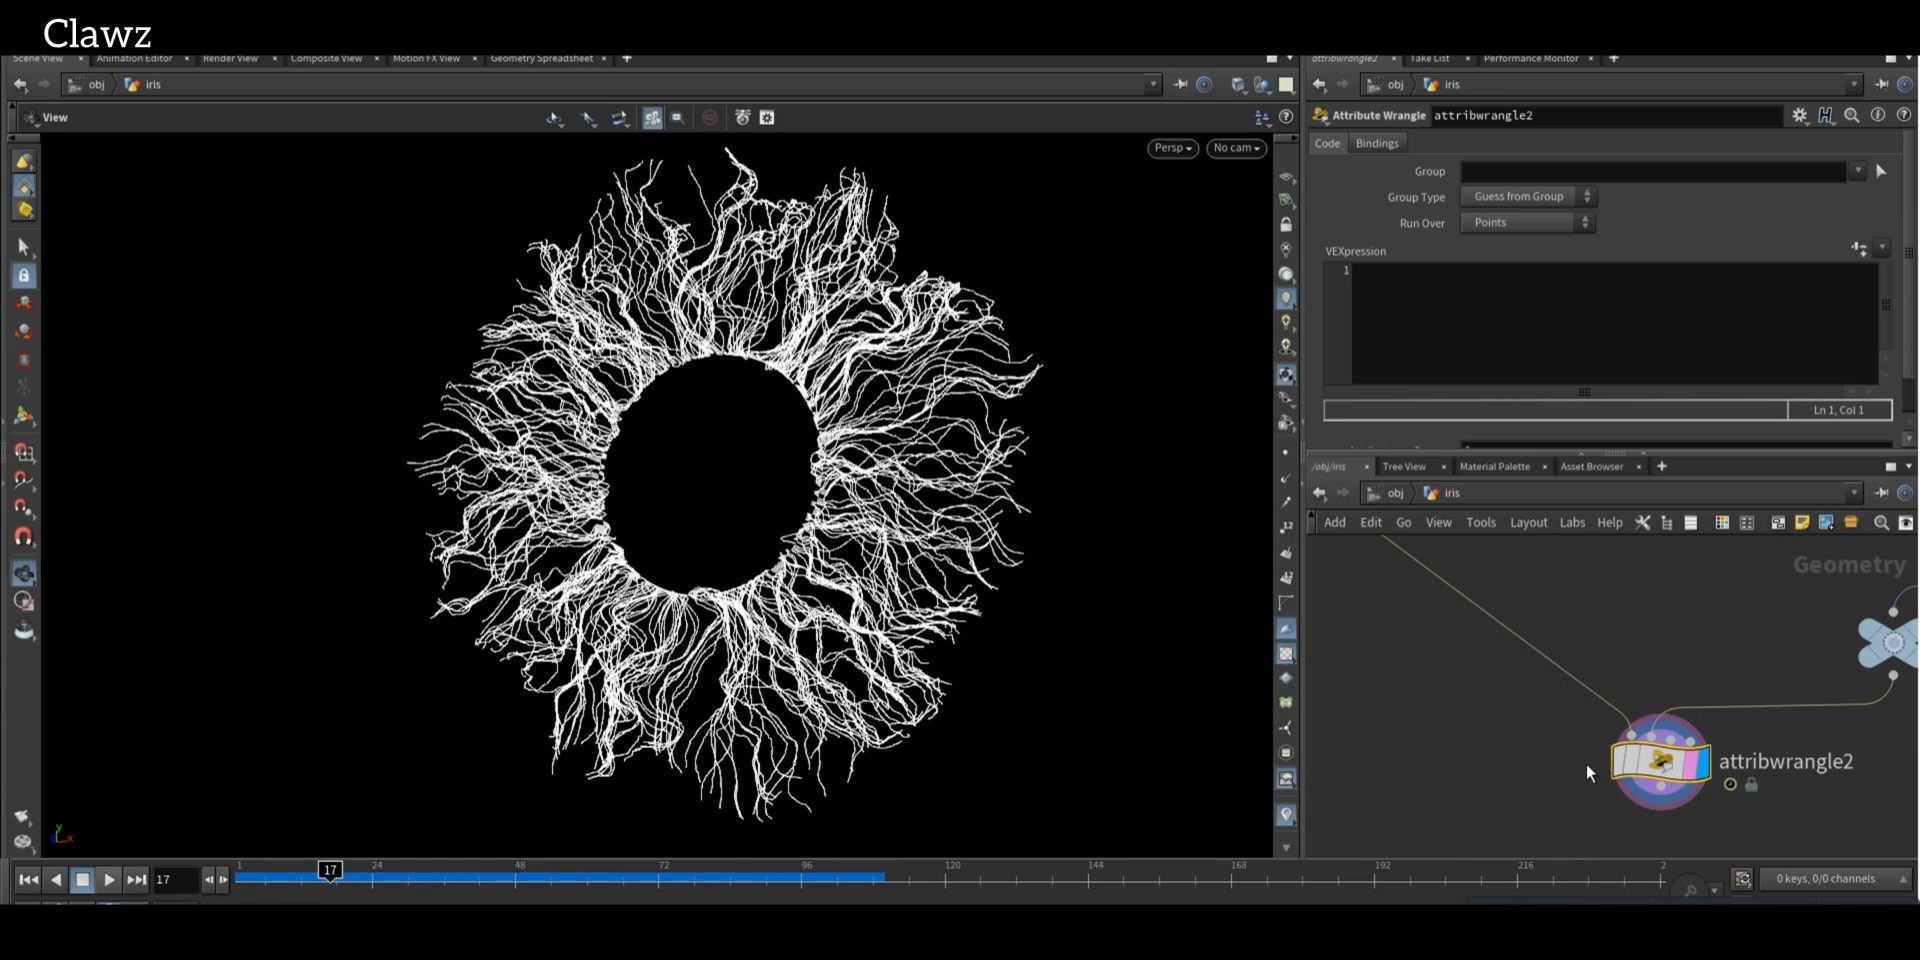 Clawz
Scene View × Animation Editor × Render View × Composite View × Motion FX View × Geometry Spreadsheet ×
obj iris
View
Persp No cam
attribwrangle2 × Take List × Performance Monitor ×
obj iris
Attribute Wrangle attribwrangle2
Code Bindings
Group
Group Type Guess from Group
Run Over Points
VEXpression
1
Ln 1, Col 1
/obj/iris × Tree View × Material Palette × Asset Browser ×
obj iris
Add Edit Go View Tools Layout Labs Help
Geometry
attribwrangle2
y
x
1 24 48 72 96 120 144 168 192 216 2
17
17
0 keys, 0/0 channels